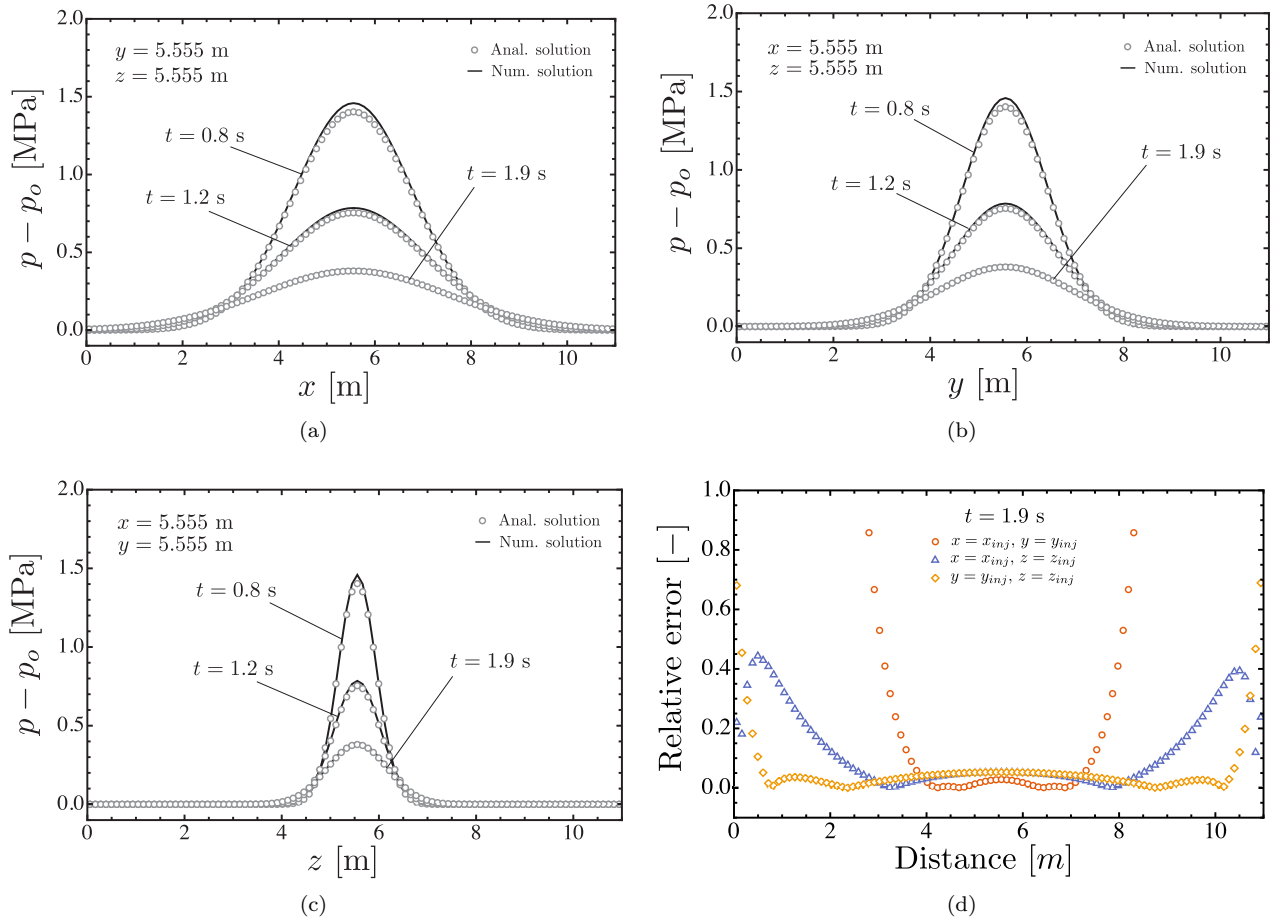 2.0
1.5
1.0
0.5
0.0
0 2 4 6 8 10
p − p_o [MPa]
x [m]
y = 5.555 m
z = 5.555 m
Anal. solution
Num. solution
t = 0.8 s
t = 1.2 s
t = 1.9 s
(a)
2.0
1.5
1.0
0.5
0.0
0 2 4 6 8 10
p − p_o [MPa]
y [m]
x = 5.555 m
z = 5.555 m
Anal. solution
Num. solution
t = 0.8 s
t = 1.2 s
t = 1.9 s
(b)
2.0
1.5
1.0
0.5
0.0
0 2 4 6 8 10
p − p_o [MPa]
z [m]
x = 5.555 m
y = 5.555 m
Anal. solution
Num. solution
t = 0.8 s
t = 1.2 s
t = 1.9 s
(c)
1.0
0.8
0.6
0.4
0.2
0.0
0 2 4 6 8 10
Relative error [−]
Distance [m]
t = 1.9 s
x = x_inj, y = y_inj
x = x_inj, z = z_inj
y = y_inj, z = z_inj
(d)